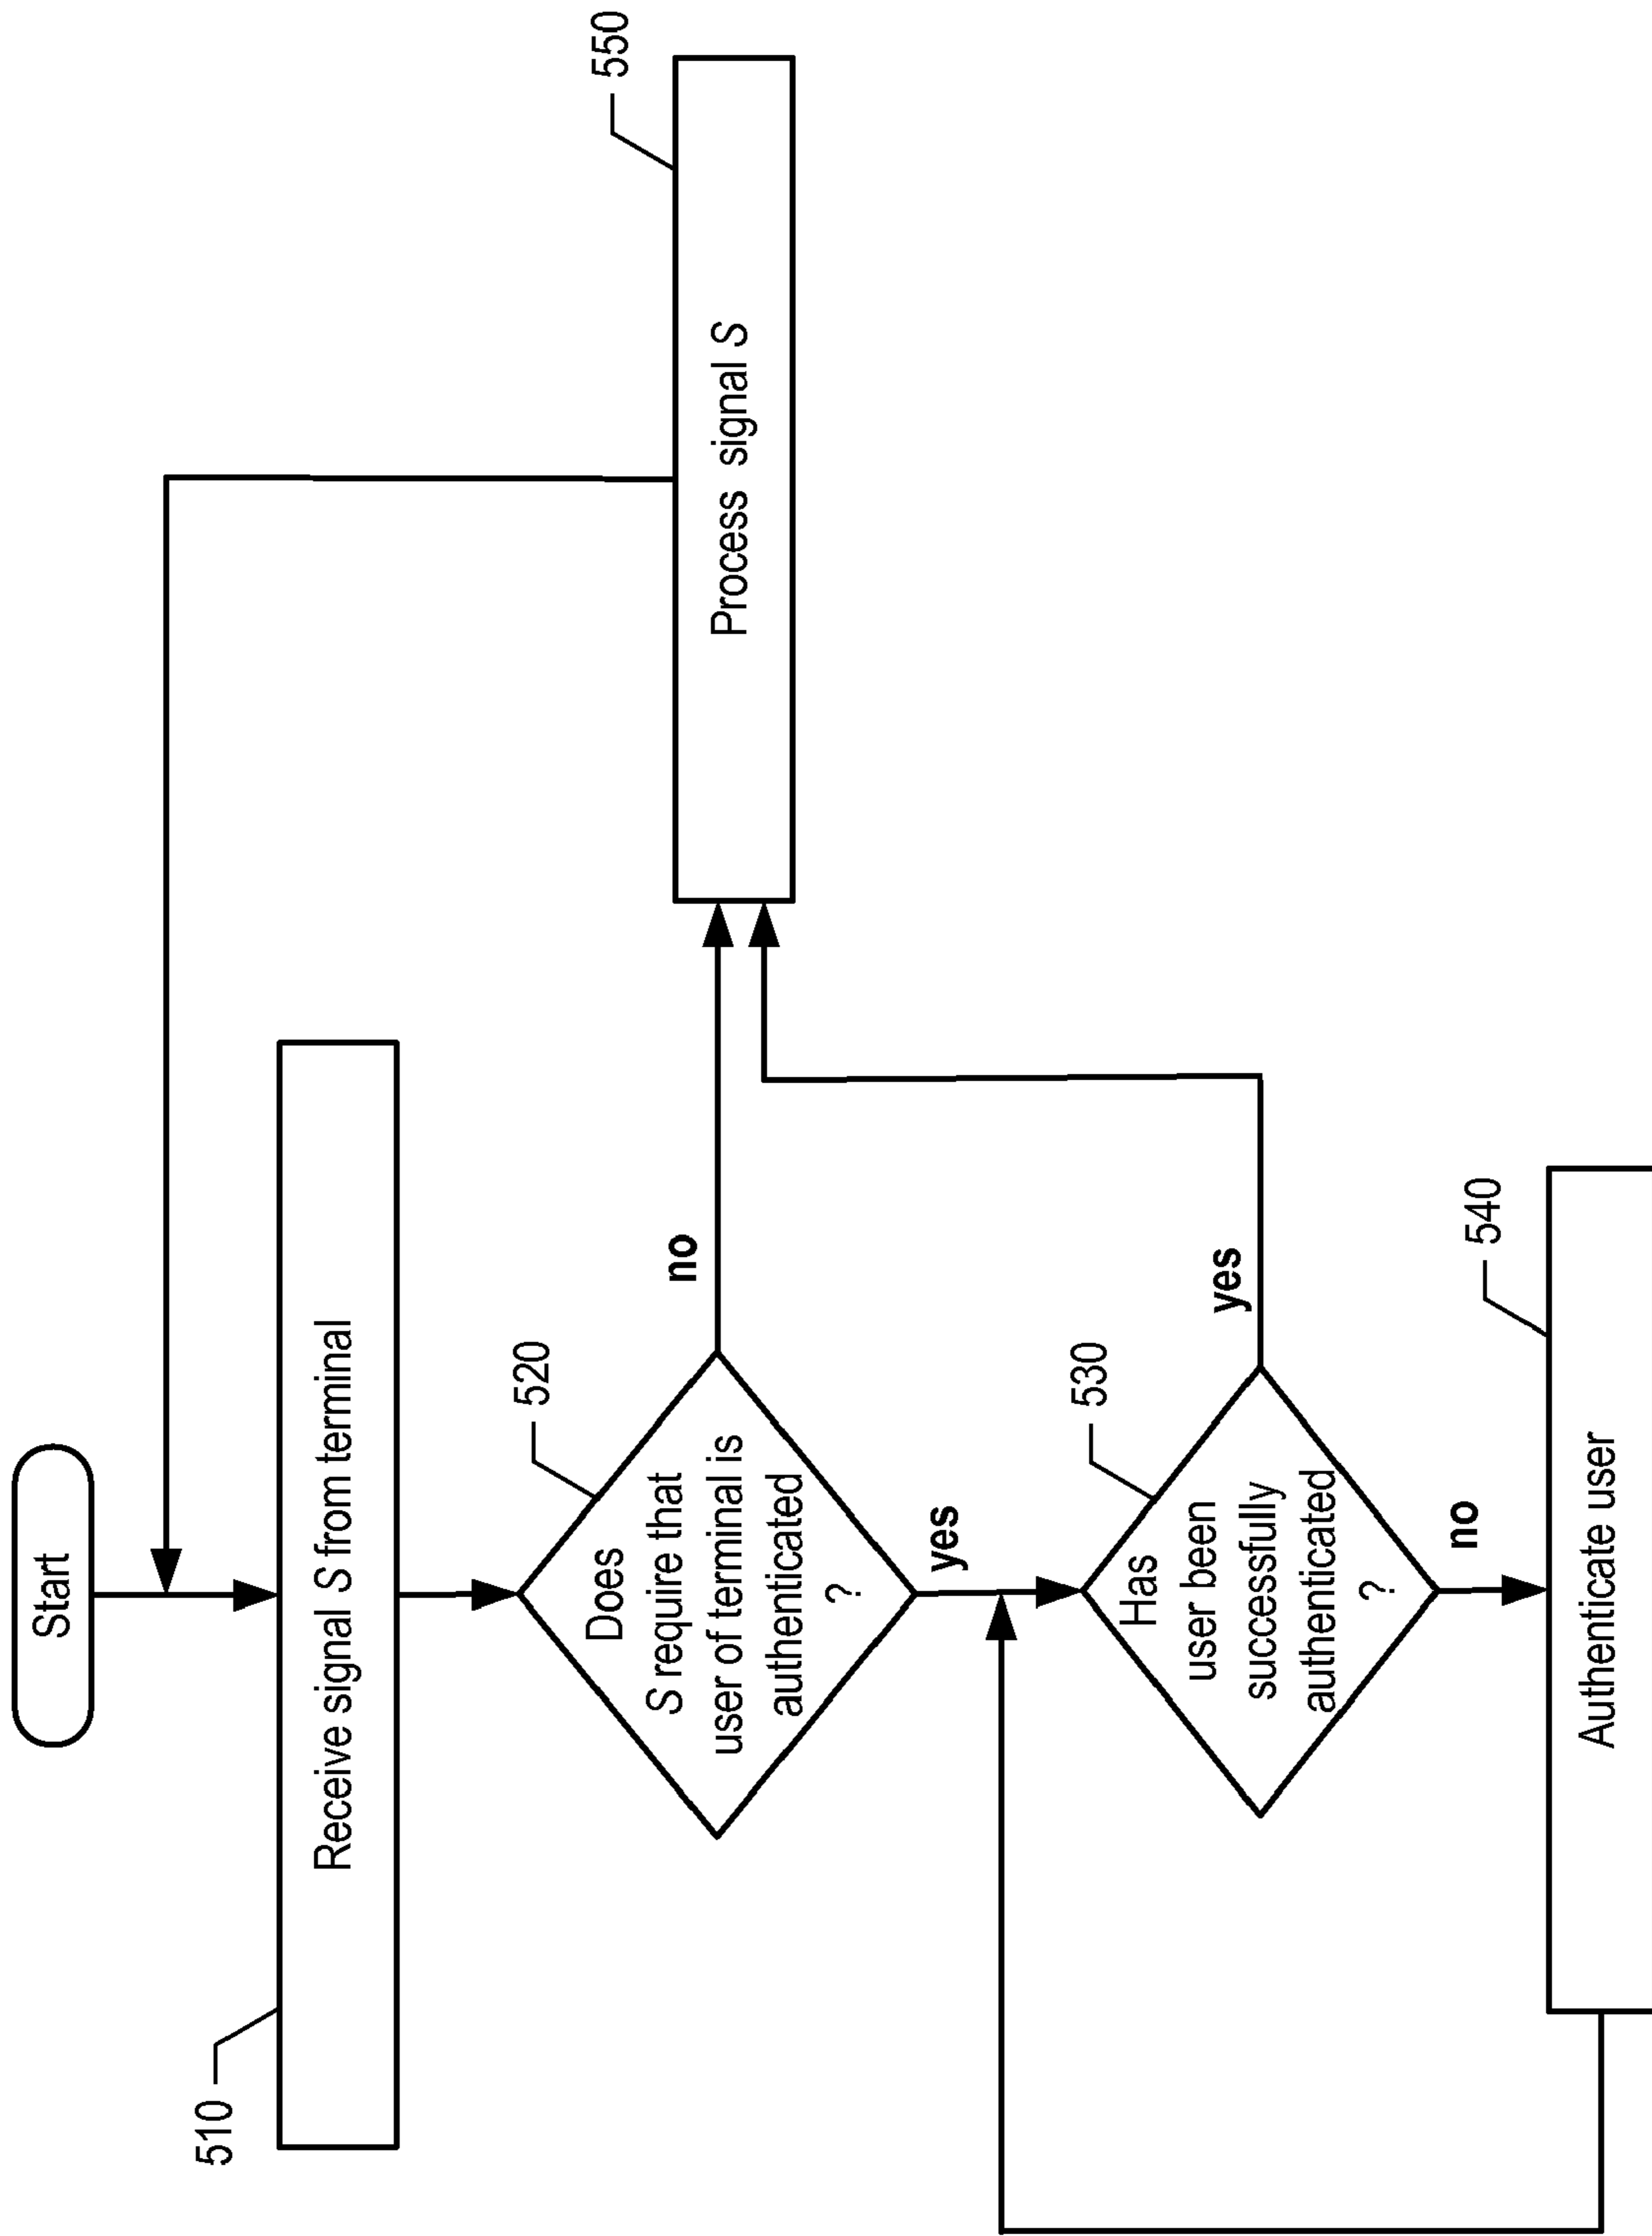 Start
510
Receive signal S from terminal
520
Does
S require that
user of terminal is
authenticated
?
no
yes
550
Process signal S
530
Has
user been
successfully
authenticated
?
yes
no
540
Authenticate user